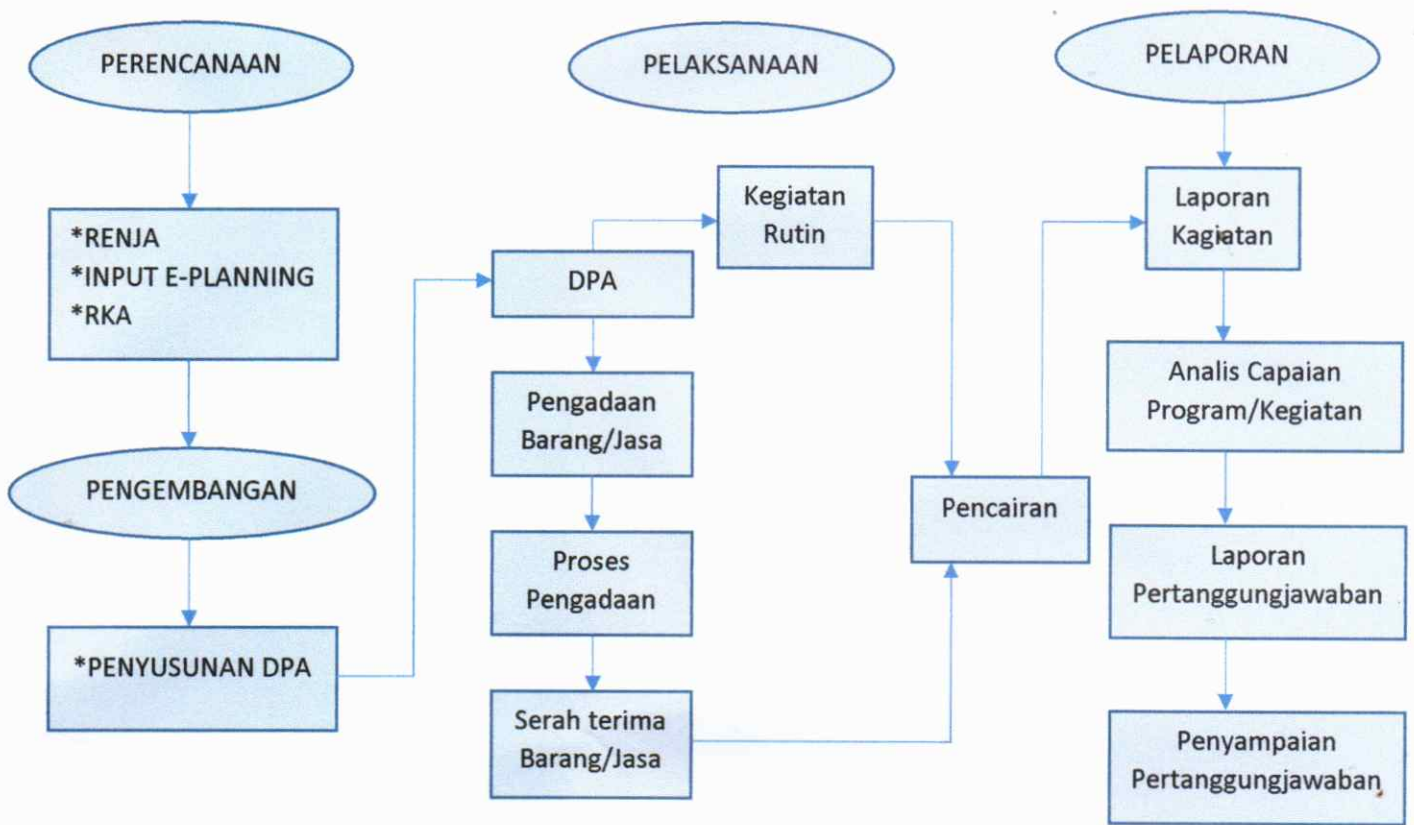 PERENCANAAN
*RENJA
*INPUT E-PLANNING
*RKA
PENGEMBANGAN
*PENYUSUNAN DPA
PELAKSANAAN
DPA
Kegiatan
Rutin
Pengadaan
Barang/Jasa
Proses
Pengadaan
Serah terima
Barang/Jasa
Pencairan
PELAPORAN
Laporan
Kagiatan
Analis Capaian
Program/Kegiatan
Laporan
Pertanggungjawaban
Penyampaian
Pertanggungjawaban